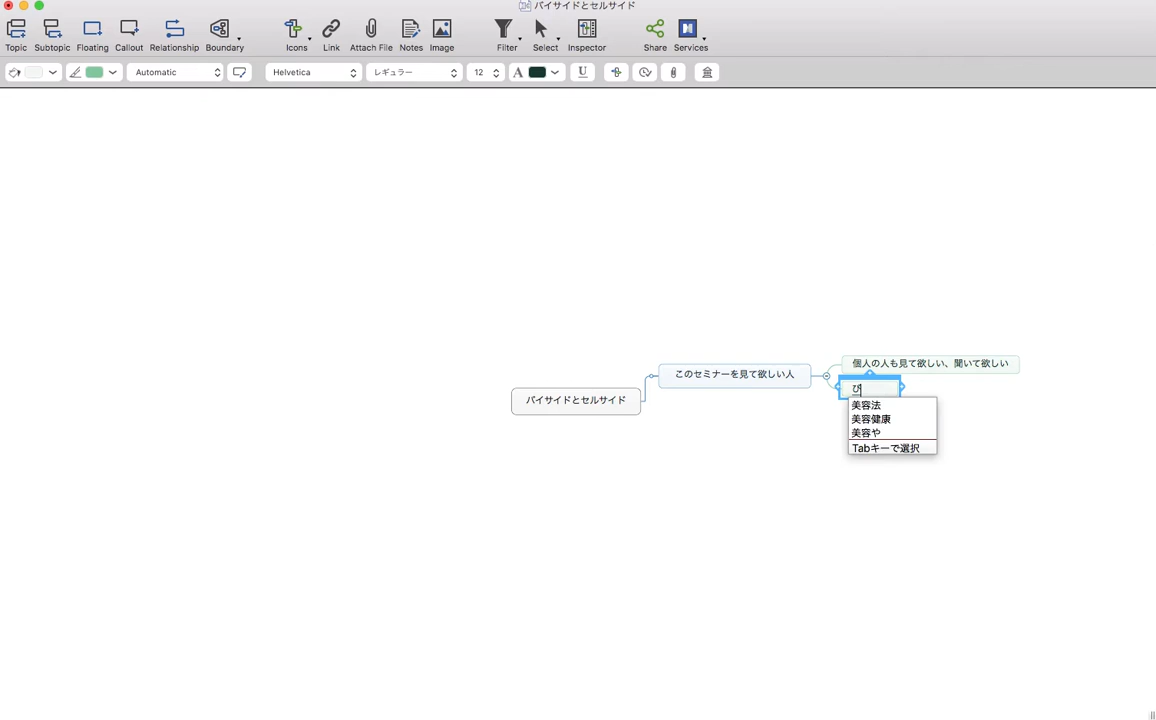 バイサイドとセルサイド
Topic Subtopic Floating Callout Relationship Boundary Icons Link Attach File Notes Image Filter Select Inspector Share Services
Automatic Helvetica レギュラー 12 A U
個人の人も見て欲しい、聞いて欲しい
このセミナーを見て欲しい人
び
バイサイドとセルサイド
美容法
美容健康
美容や
Tabキーで選択